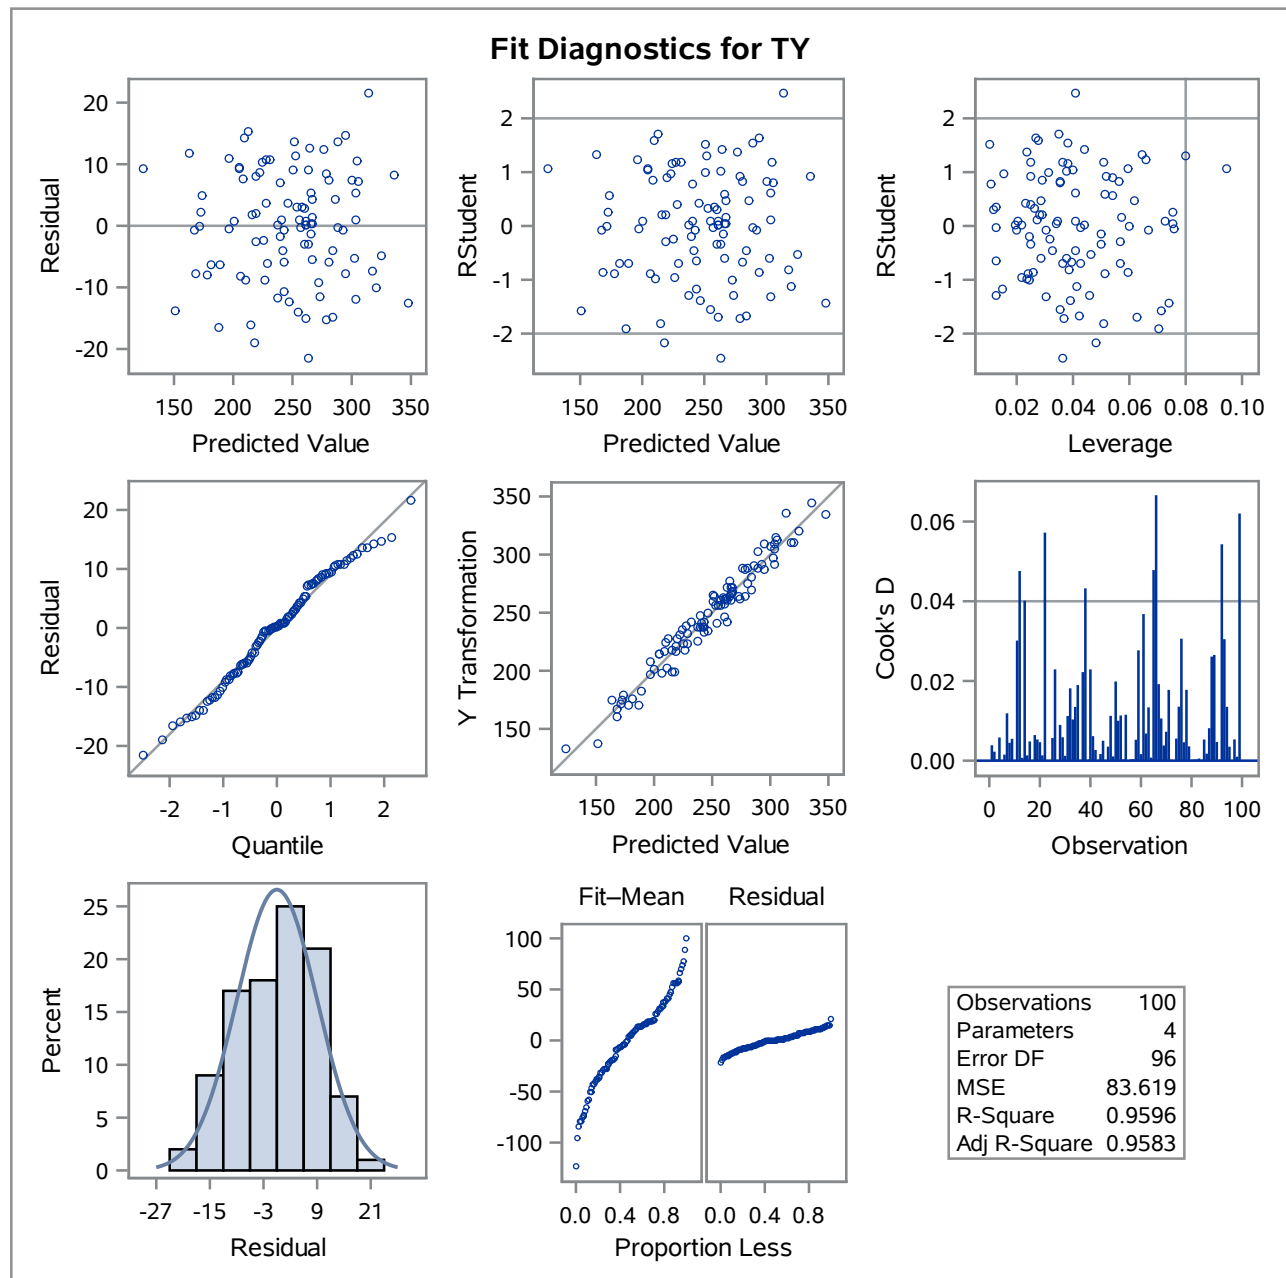 Fit Diagnostics for TY
20
10
0
-10
-20
Residual
150 200 250 300 350
Predicted Value
2
1
0
-1
-2
RStudent
150 200 250 300 350
Predicted Value
2
1
0
-1
-2
RStudent
0.02 0.04 0.06 0.08 0.10
Leverage
20
10
0
-10
-20
Residual
-2 -1 0 1 2
Quantile
350
300
250
200
150
Y Transformation
150 200 250 300 350
Predicted Value
0.06
0.04
0.02
0.00
Cook's D
0 20 40 60 80 100
Observation
25
20
15
10
5
0
Percent
-27 -15 -3 9 21
Residual
Fit–Mean Residual
100
50
0
-50
-100
0.0 0.4 0.8 0.0 0.4 0.8
Proportion Less
Observations 100
Parameters 4
Error DF 96
MSE 83.619
R-Square 0.9596
Adj R-Square 0.9583